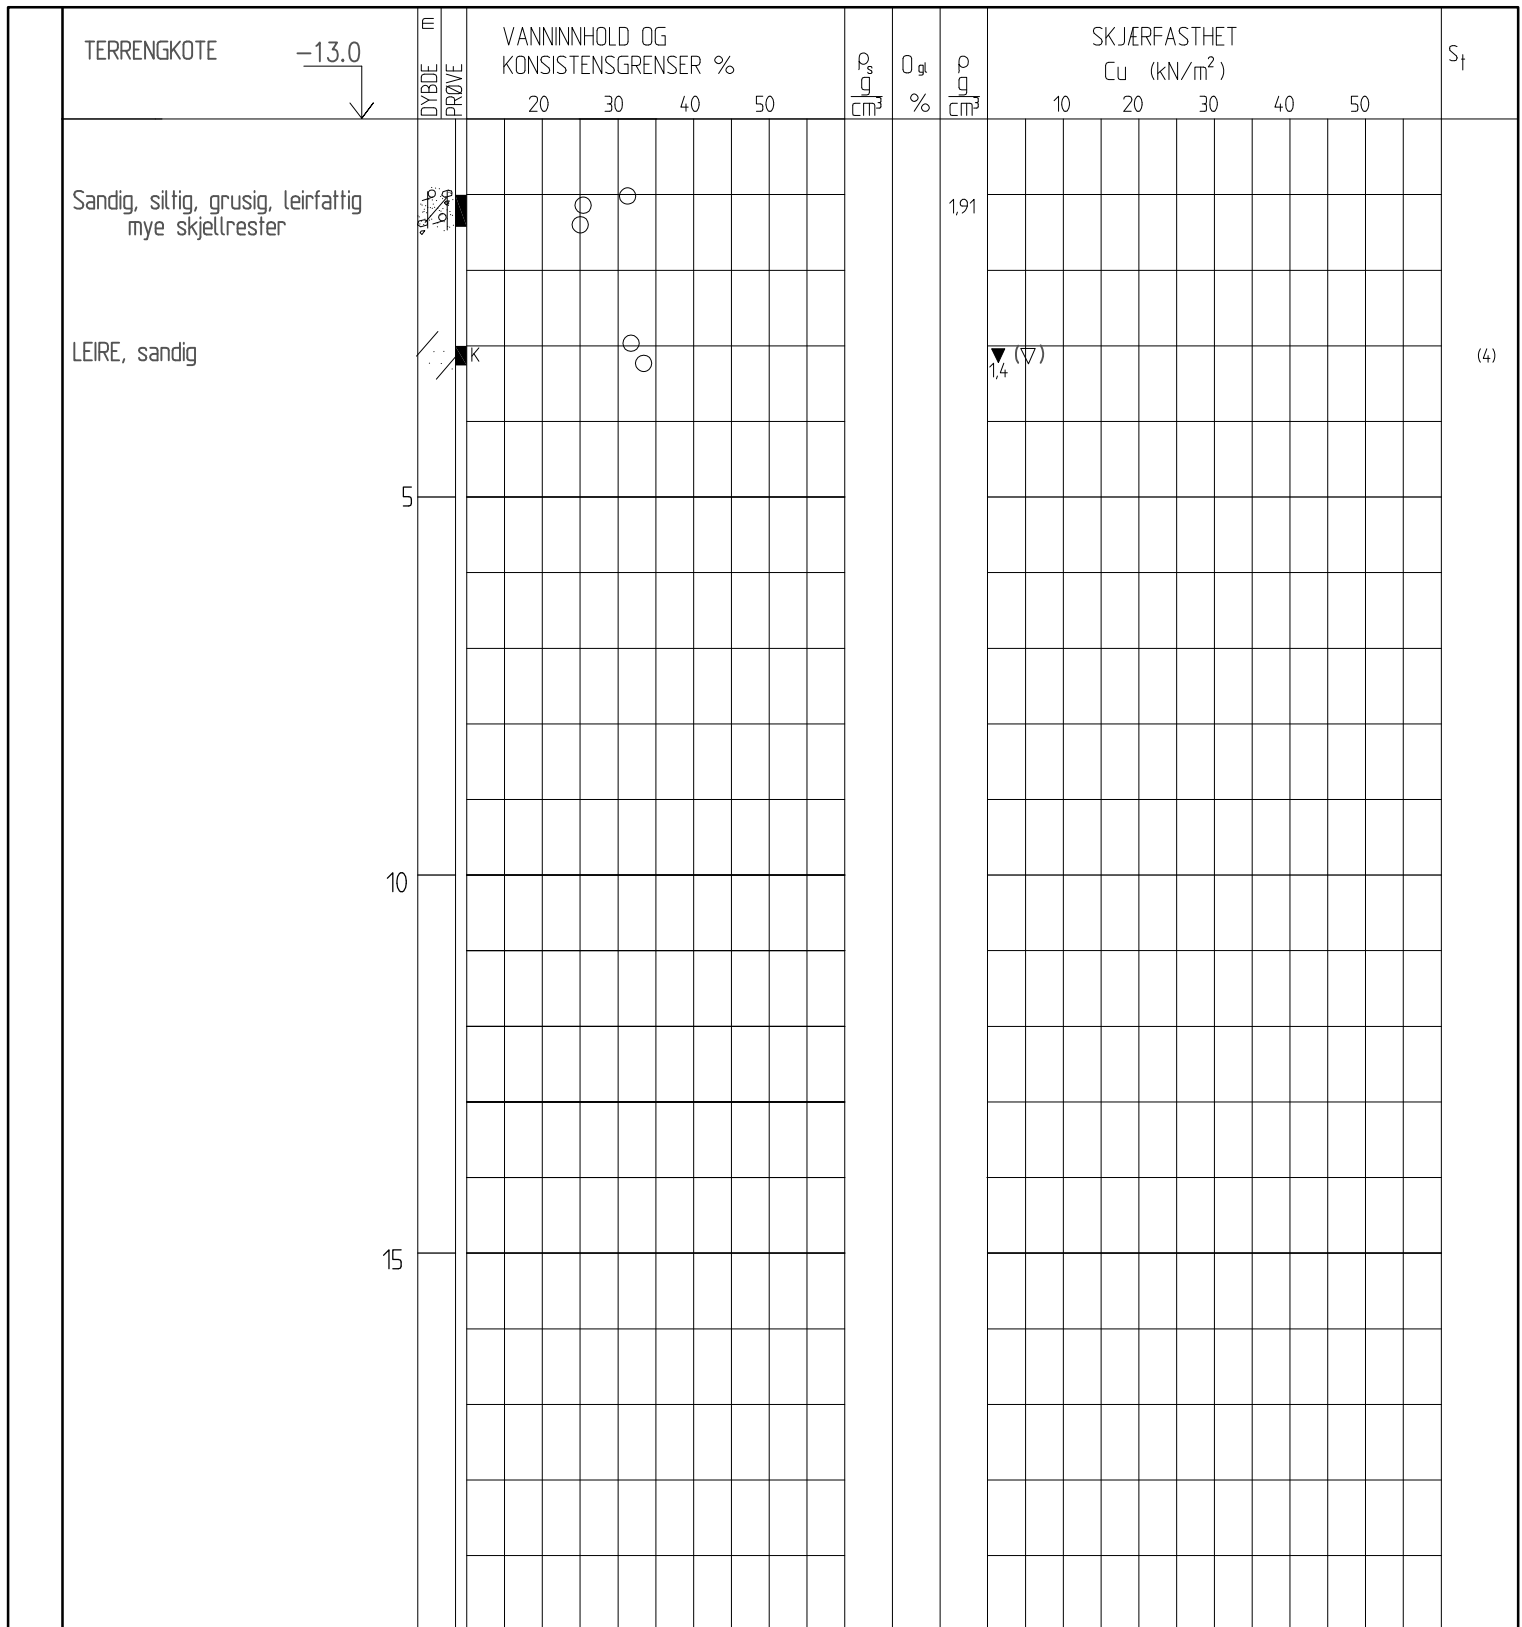 TERRENGKOTE -13.0
m
DYBDE
PRØVE
VANNINNHOLD OG
KONSISTENSGRENSER %
20 30 40 50
ρs g cm³
O gl %
ρ g cm³
SKJÆRFASTHET
Cu (kN/m²)
10 20 30 40 50
St
Sandig, siltig, grusig, leirfattig
mye skjellrester
1,91
LEIRE, sandig
K
( )
1,4
(4)
5
10
15